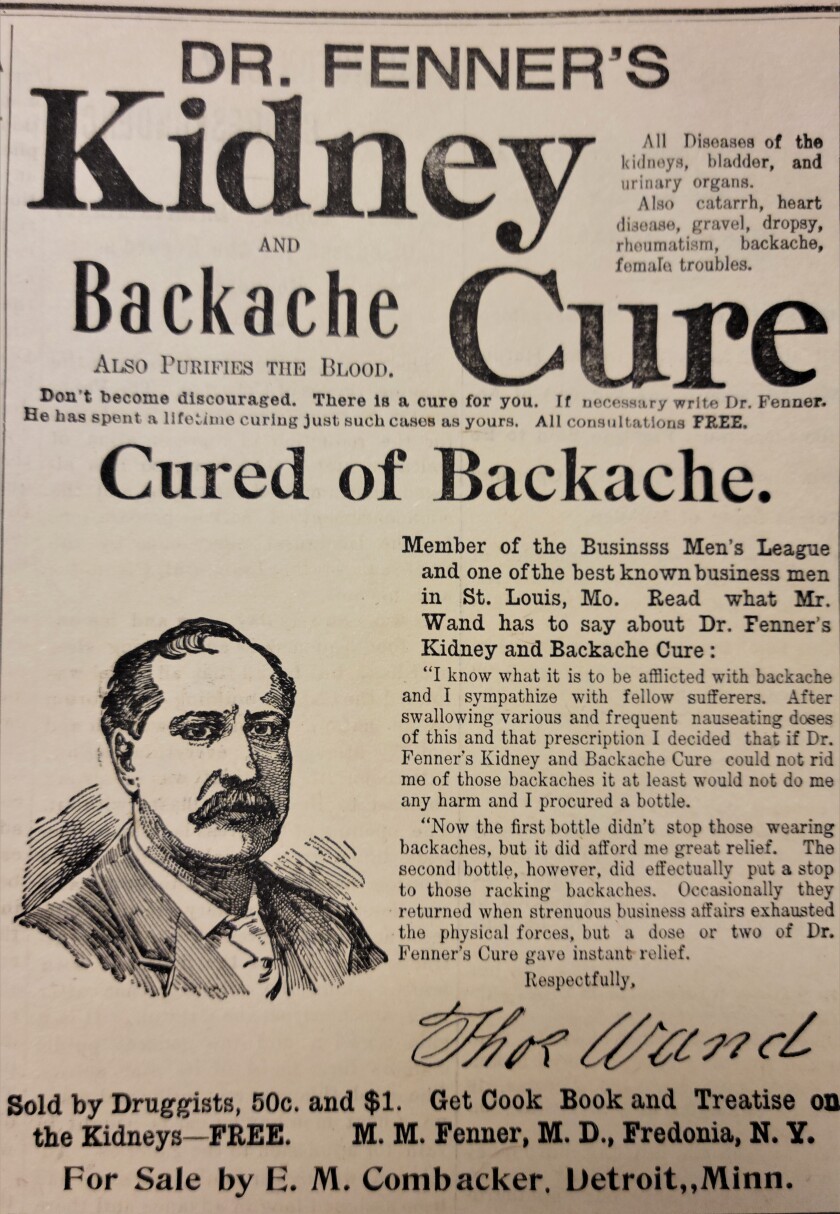 DR. FENNER'S
Kidney
AND
Backache
Cure
ALSO PURIFIES THE BLOOD.
All Diseases of the
kidneys, bladder, and
urinary organs.
Also catarrh, heart
disease, gravel, dropsy,
rheumatism, backache,
female troubles.
Don't become discouraged. There is a cure for you. If necessary write Dr. Fenner.
He has spent a lifetime curing just such cases as yours. All consultations FREE.
Cured of Backache.
Member of the Businsss Men's League
and one of the best known business men
in St. Louis, Mo. Read what Mr.
Wand has to say about Dr. Fenner's
Kidney and Backache Cure:
"I know what it is to be afflicted with backache
and I sympathize with fellow sufferers. After
swallowing various and frequent nauseating doses
of this and that prescription I decided that if Dr.
Fenner's Kidney and Backache Cure could not rid
me of those backaches it at least would not do me
any harm and I procured a bottle.
"Now the first bottle didn't stop those wearing
backaches, but it did afford me great relief. The
second bottle, however, did effectually put a stop
to those racking backaches. Occasionally they
returned when strenuous business affairs exhausted
the physical forces, but a dose or two of Dr.
Fenner's Cure gave instant relief.
Respectfully,
Thos Wand
Sold by Druggists, 50c. and $1. Get Cook Book and Treatise on
the Kidneys—FREE. M. M. Fenner, M. D., Fredonia, N. Y.
For Sale by E. M. Combacker, Detroit,,Minn.